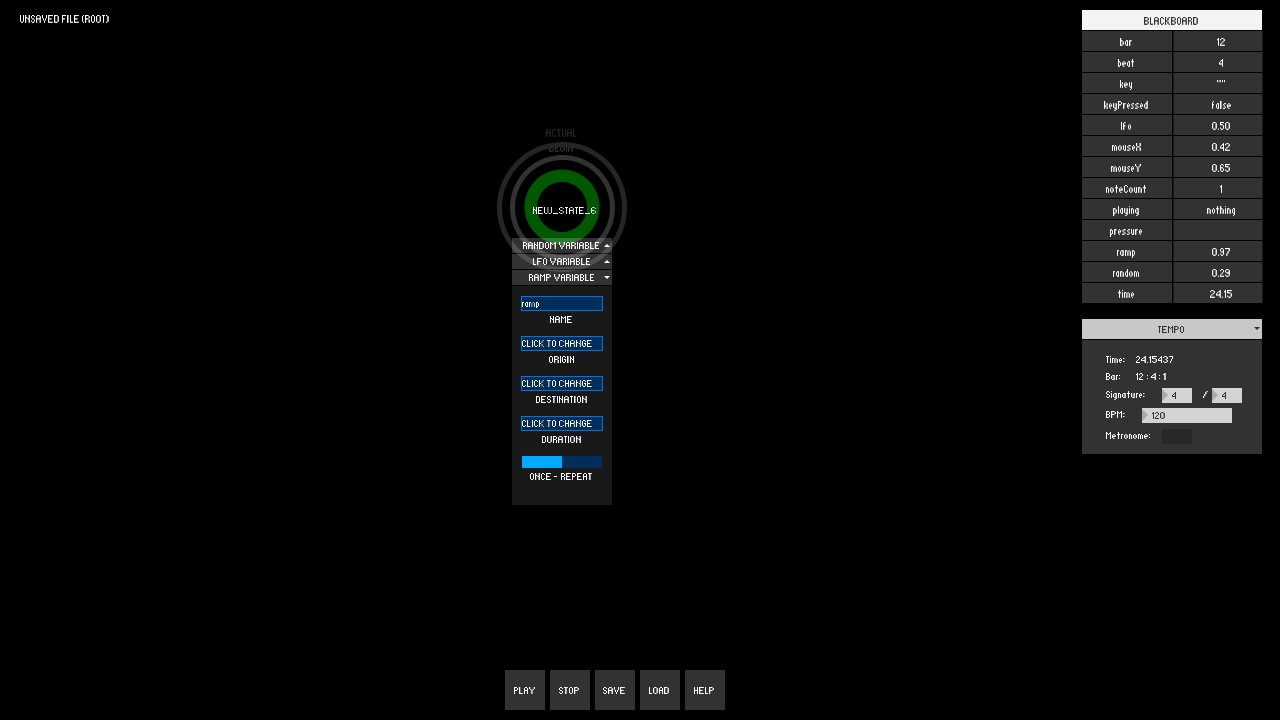 UNSAVED FILE (ROOT)
ACTUAL
BEGIN
NEW_STATE_6
RANDOM VARIABLE
LFO VARIABLE
RAMP VARIABLE
ramp
NAME
CLICK TO CHANGE
ORIGIN
CLICK TO CHANGE
DESTINATION
CLICK TO CHANGE
DURATION
ONCE - REPEAT
PLAY STOP SAVE LOAD HELP
BLACKBOARD
bar 12
beat 4
key ""
keyPressed false
lfo 0.50
mouseX 0.42
mouseY 0.65
noteCount 1
playing nothing
pressure
ramp 0.97
random 0.29
time 24.15
TEMPO
Time: 24.15437
Bar: 12 : 4 : 1
Signature: 4 / 4
BPM: 120
Metronome: